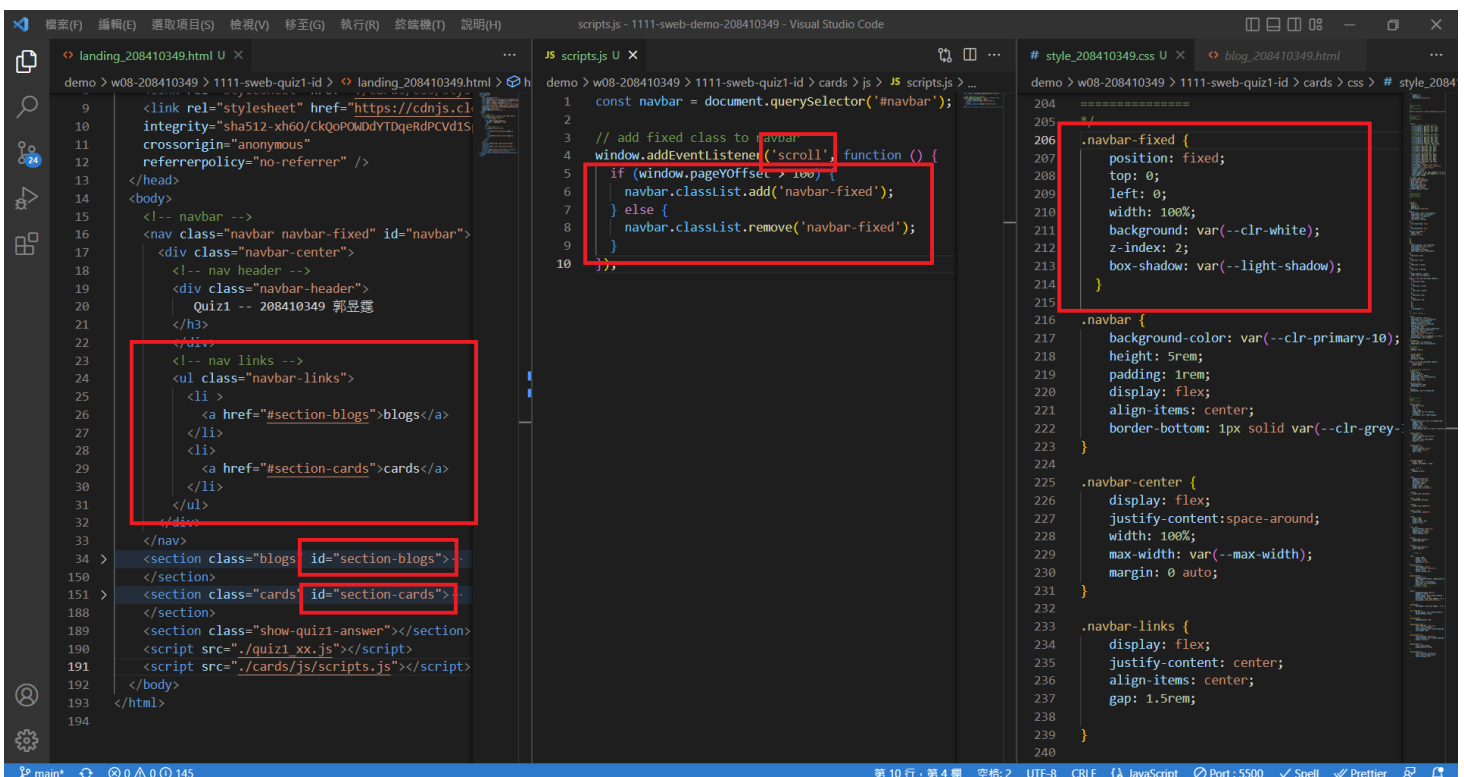 檔案(F) 編輯(E) 選取項目(S) 檢視(V) 移至(G) 執行(R) 終端機(T) 說明(H) scripts.js - 1111-sweb-demo-208410349 - Visual Studio Code
landing_208410349.html U
demo > w08-208410349 > 1111-sweb-quiz1-id > landing_208410349.html > h
9 <link rel="stylesheet" href="https://cdnjs.cl
10 integrity="sha512-xh6O/CkQoPOWDdYTDqeRdPCVd1S
11 crossorigin="anonymous"
12 referrerpolicy="no-referrer" />
13 </head>
14 <body>
15 <!-- navbar -->
16 <nav class="navbar navbar-fixed" id="navbar">
17 <div class="navbar-center">
18 <!-- nav header -->
19 <div class="navbar-header">
20 Quiz1 -- 208410349 郭昱霆
21 </h3>
22 </div>
23 <!-- nav links -->
24 <ul class="navbar-links">
25 <li >
26 <a href="#section-blogs">blogs</a>
27 </li>
28 <li>
29 <a href="#section-cards">cards</a>
30 </li>
31 </ul>
32 </div>
33 </nav>
34 <section class="blogs" id="section-blogs">
150 </section>
151 <section class="cards" id="section-cards">
188 </section>
189 <section class="show-quiz1-answer"></section>
190 <script src="./quiz1_xx.js"></script>
191 <script src="./cards/js/scripts.js"></script>
192 </body>
193 </html>
194
JS scripts.js U
demo > w08-208410349 > 1111-sweb-quiz1-id > cards > js > JS scripts.js > ...
1 const navbar = document.querySelector('#navbar');
2
3 // add fixed class to navbar
4 window.addEventListener('scroll', function () {
5 if (window.pageYOffset > 100) {
6 navbar.classList.add('navbar-fixed');
7 } else {
8 navbar.classList.remove('navbar-fixed');
9 }
10 });
# style_208410349.css U blog_208410349.html
demo > w08-208410349 > 1111-sweb-quiz1-id > cards > css > # style_2084
204 ===============
205 */
206 .navbar-fixed {
207 position: fixed;
208 top: 0;
209 left: 0;
210 width: 100%;
211 background: var(--clr-white);
212 z-index: 2;
213 box-shadow: var(--light-shadow);
214 }
215
216 .navbar {
217 background-color: var(--clr-primary-10);
218 height: 5rem;
219 padding: 1rem;
220 display: flex;
221 align-items: center;
222 border-bottom: 1px solid var(--clr-grey-
223 }
224
225 .navbar-center {
226 display: flex;
227 justify-content:space-around;
228 width: 100%;
229 max-width: var(--max-width);
230 margin: 0 auto;
231 }
232
233 .navbar-links {
234 display: flex;
235 justify-content: center;
236 align-items: center;
237 gap: 1.5rem;
238
239 }
240
24
main* 0 0 145 第 10 行,第 4 欄 空格: 2 UTF-8 CRLF JavaScript Port : 5500 Spell Prettier